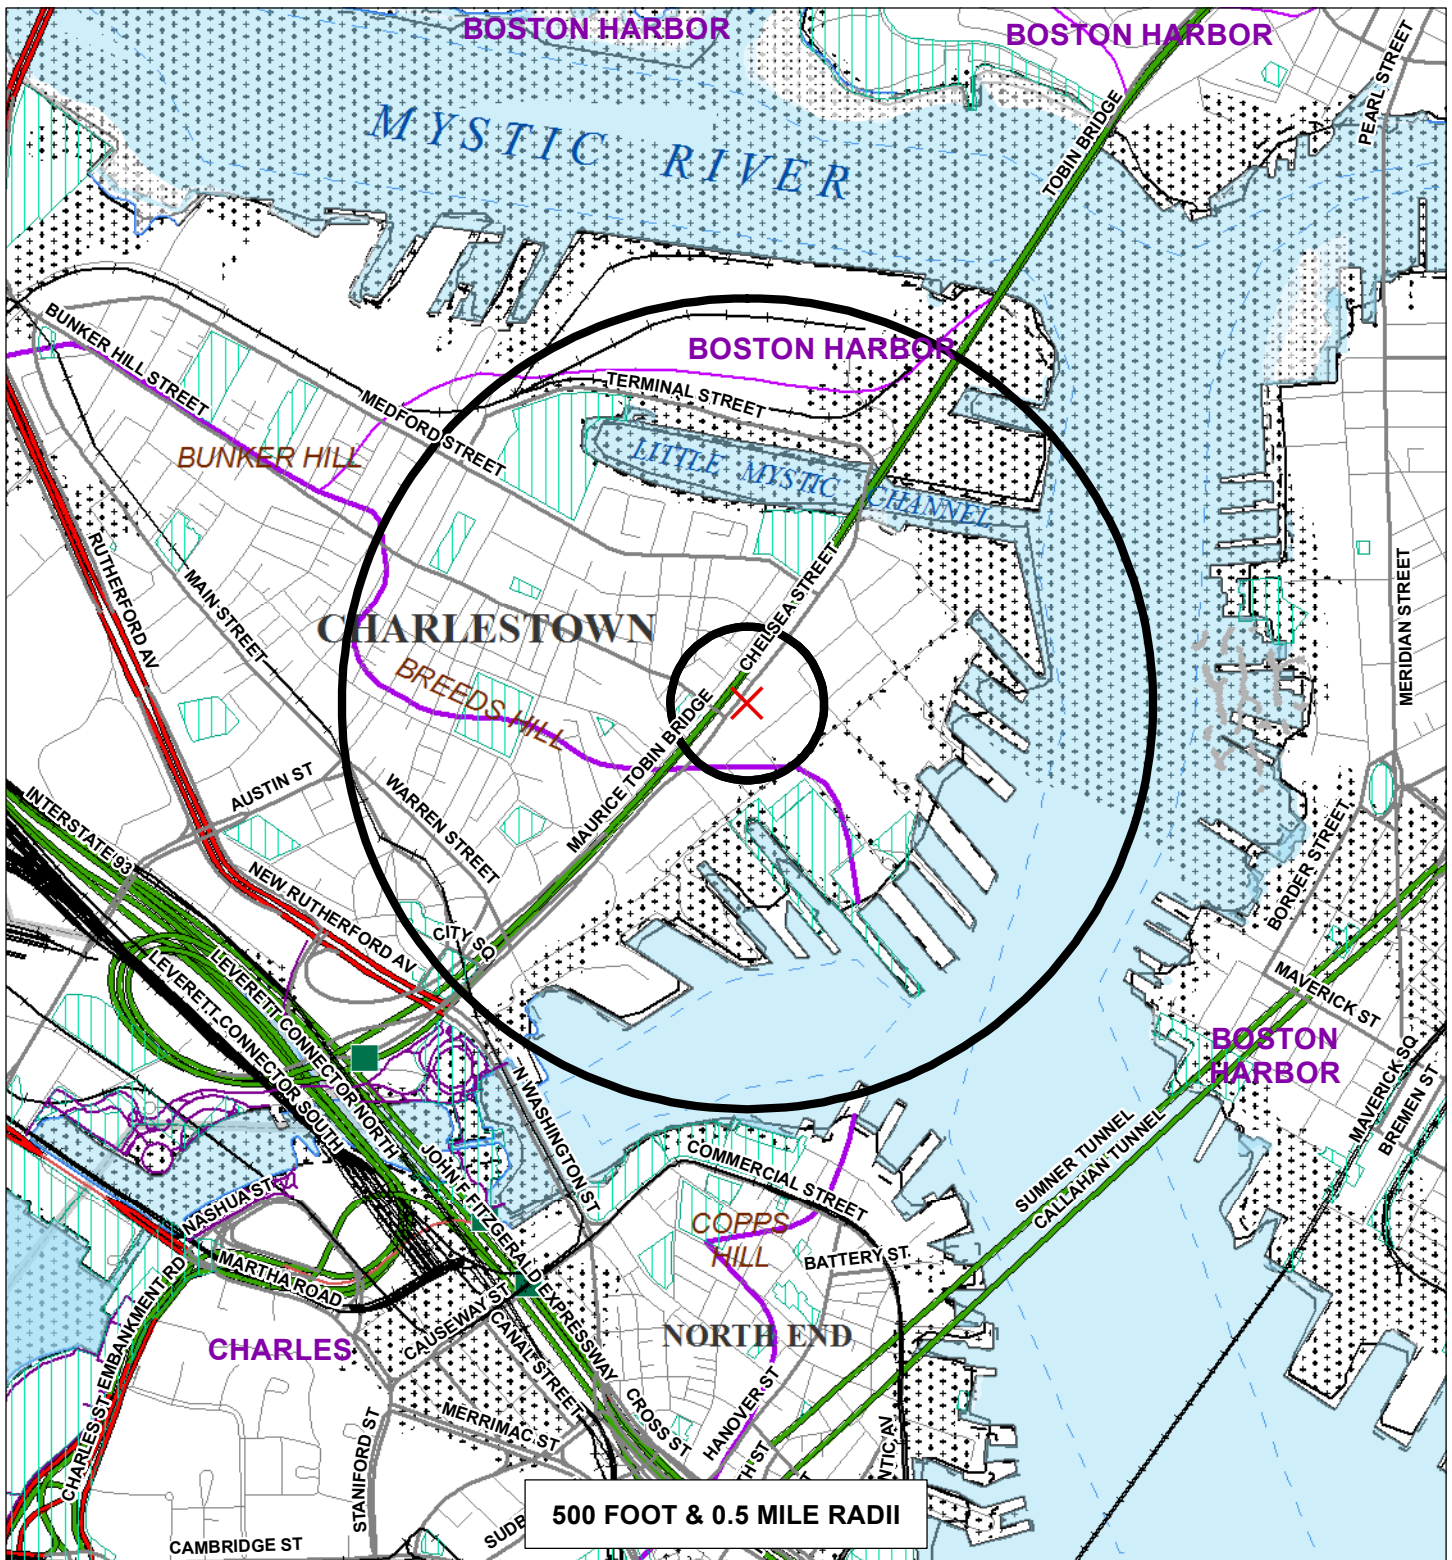 BOSTON HARBOR
BOSTON HARBOR
PEARL STREET
MYSTIC RIVER
TOBIN BRIDGE
BUNKER HILL STREET
BOSTON HARBOR
TERMINAL STREET
MEDFORD STREET
BUNKER HILL
LITTLE MYSTIC CHANNEL
RUTHERFORD AV
MAIN STREET
CHELSEA STREET
MERIDIAN STREET
CHARLESTOWN
BREEDS HILL
MAURICE TOBIN BRIDGE
AUSTIN ST
WARREN STREET
INTERSTATE 93
BORDER STREET
NEW RUTHERFORD AV
CITY SQ
LEVERETT CONNECTOR NORTH
LEVERETT CONNECTOR SOUTH
MAVERICK ST
BOSTON
HARBOR
N WASHINGTON ST
MAVERICK SQ
BREMEN ST
SUMNER TUNNEL
CALLAHAN TUNNEL
JOHN F FITZGERALD EXPRESSWAY
COMMERCIAL STREET
NASHUA ST
COPPS
HILL
BATTERY ST
MARTHA ROAD
CAUSEWAY ST
CANAL STREET
NORTH END
CHARLES
CHARLES ST
EMBANKMENT RD
MERRIMAC ST
CROSS ST
HANOVER ST
STANIFORD ST
TH ST
NTIC AV
SUDB
T
CAMBRIDGE ST
500 FOOT & 0.5 MILE RADII